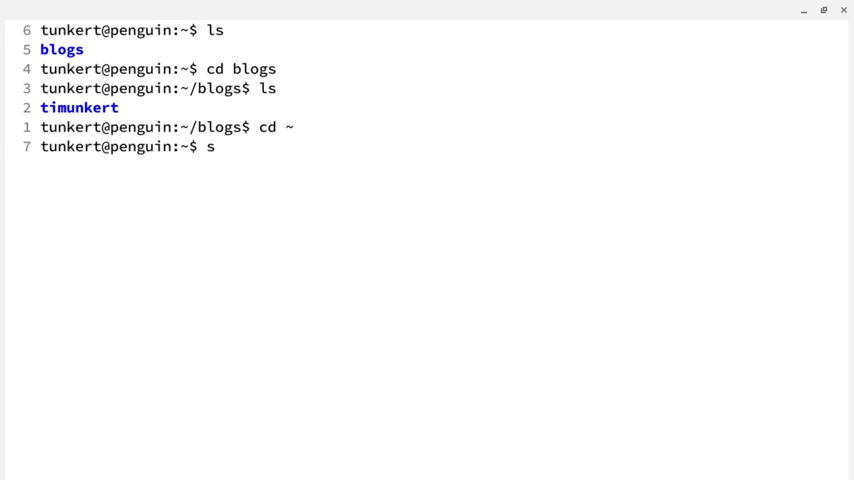 6 tunkert@penguin:~$ ls
5 blogs
4 tunkert@penguin:~$ cd blogs
3 tunkert@penguin:~/blogs$ ls
2 timunkert
1 tunkert@penguin:~/blogs$ cd ~
7 tunkert@penguin:~$ s